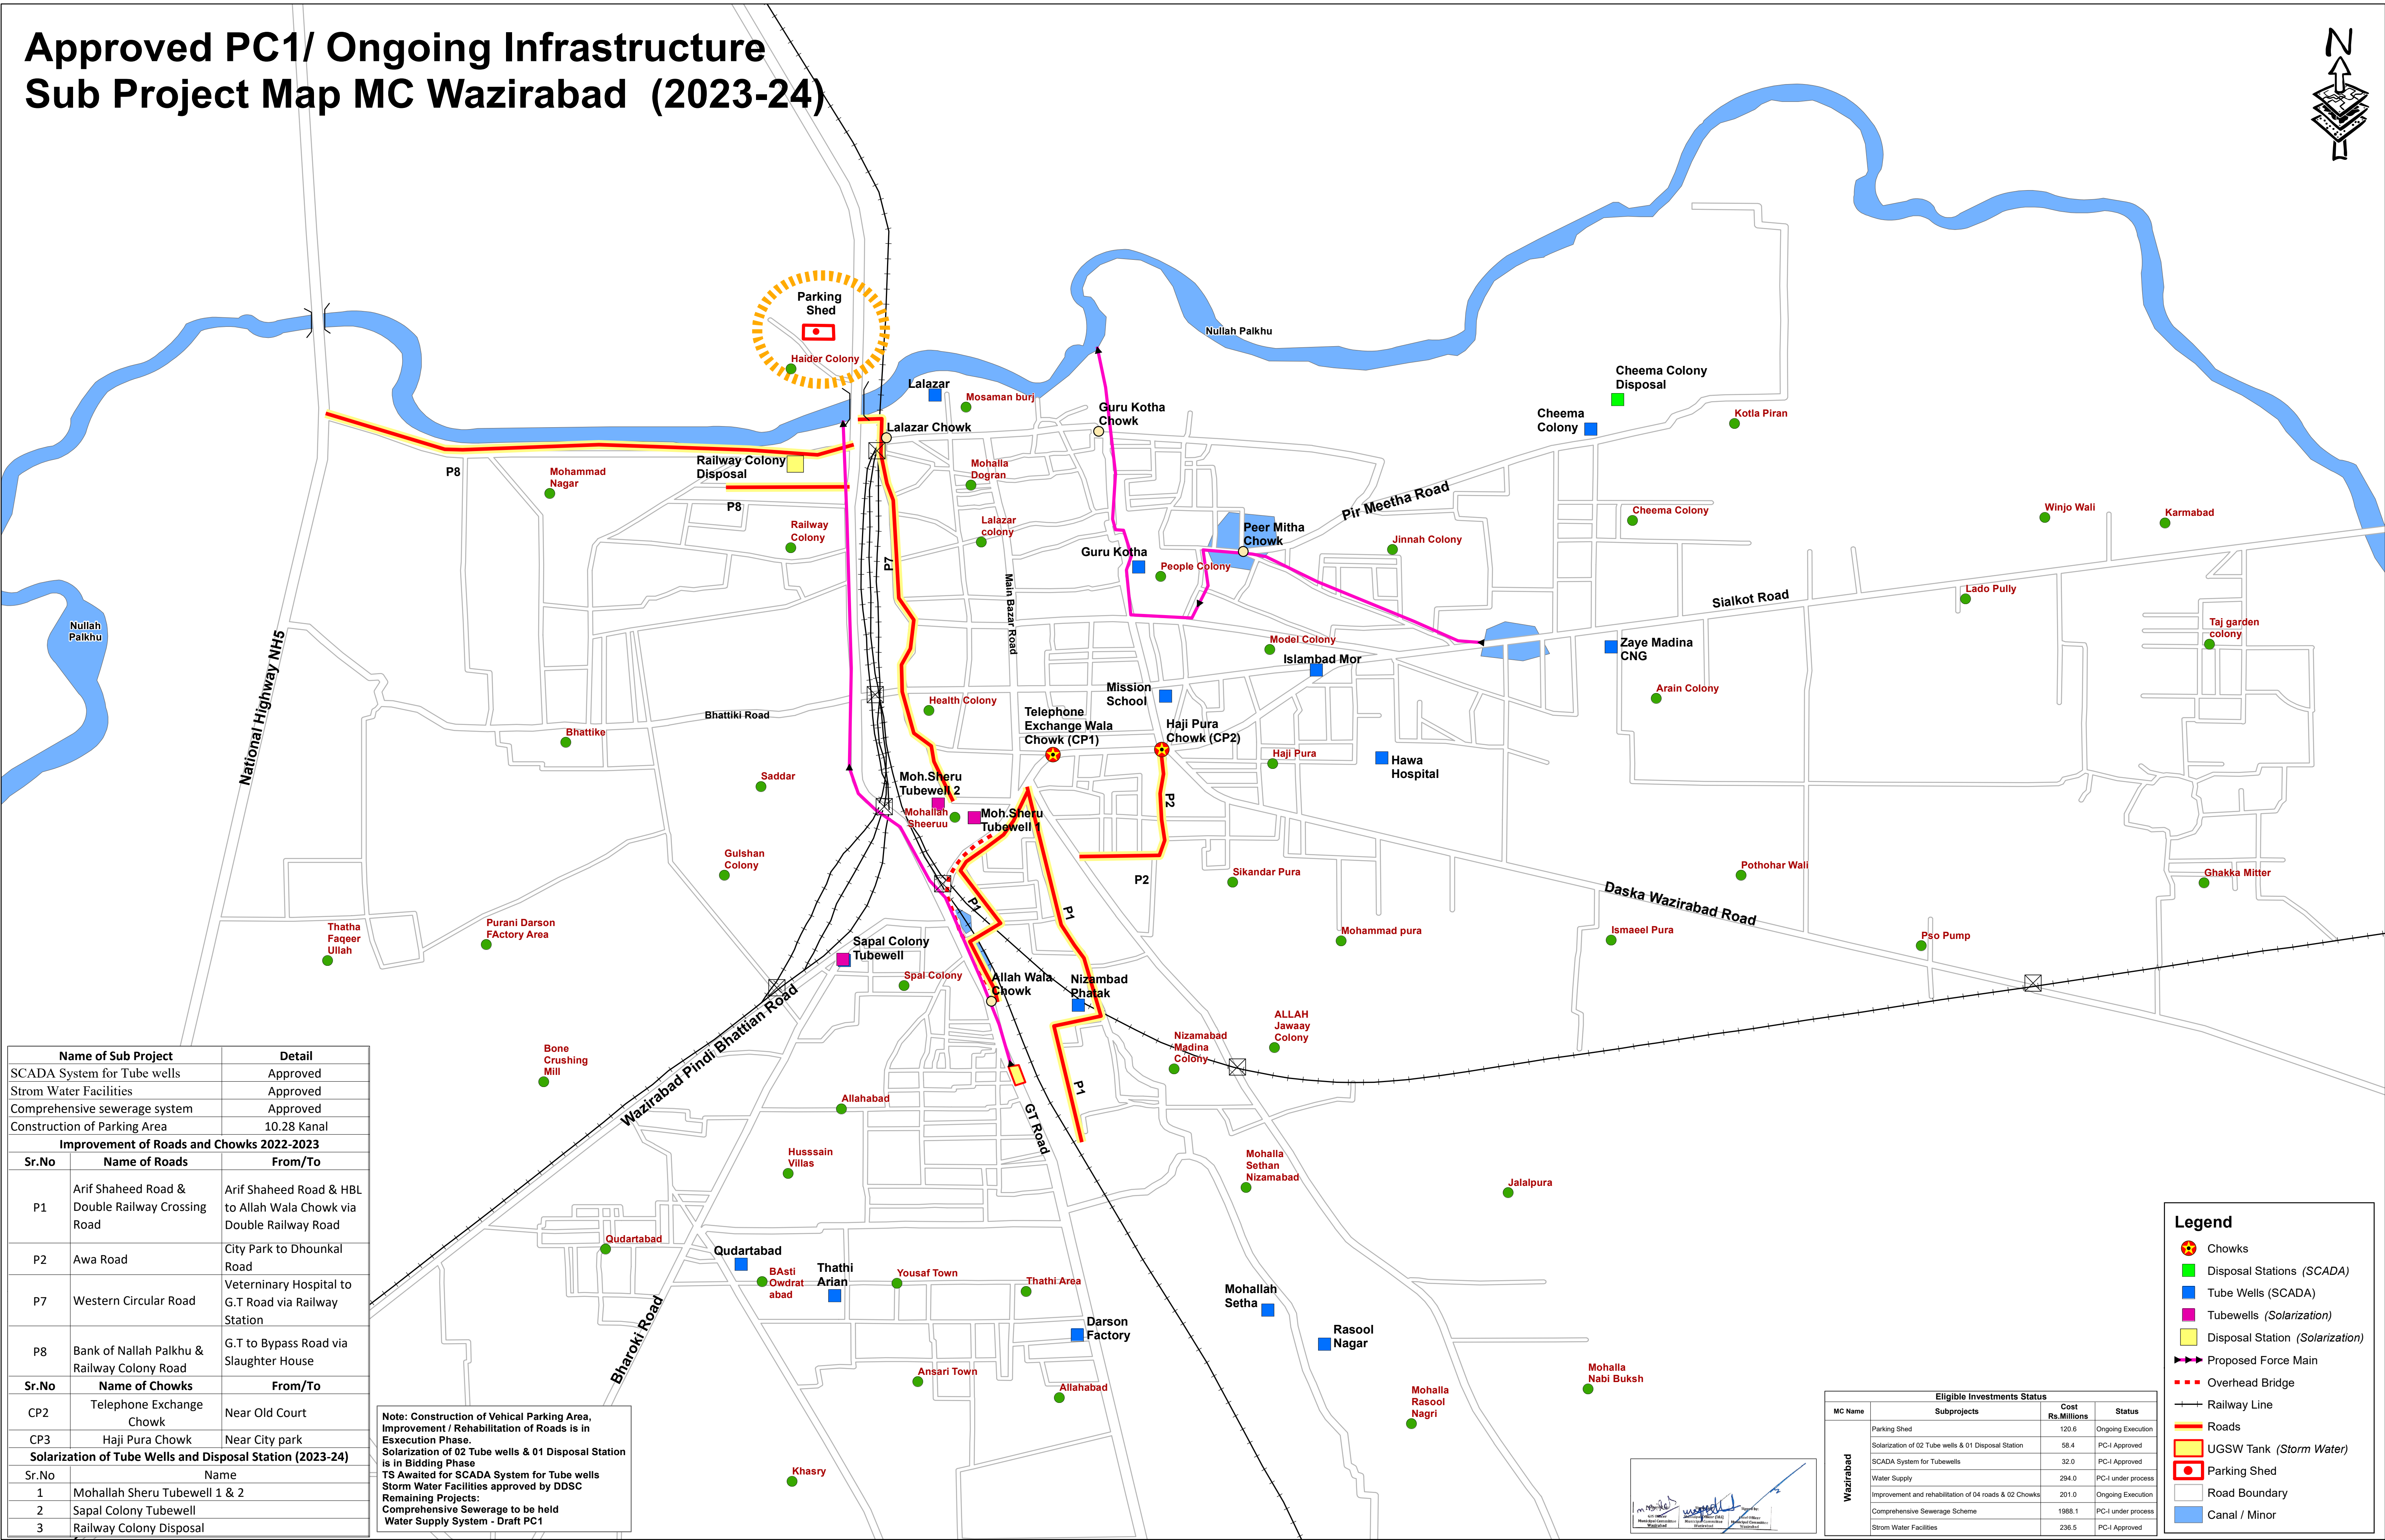 Approved PC1/ Ongoing Infrastructure
Sub Project Map MC Wazirabad (2023-24)
N
Parking
Shed
Haider Colony
Nullah Palkhu
Lalazar
Mosaman burj
Lalazar Chowk
Guru Kotha
Chowk
Cheema Colony
Disposal
Cheema
Colony
Kotla Piran
P8
Mohammad
Nagar
Railway Colony
Disposal
P8
Railway
Colony
Mohalla
Dogran
Lalazar
colony
P7
Main Bazar Road
Guru Kotha
People Colony
Peer Mitha
Chowk
Pir Meetha Road
Jinnah Colony
Cheema Colony
Winjo Wali
Karmabad
Lado Pully
Sialkot Road
Taj garden
colony
Nullah
Palkhu
National Highway NH5
Model Colony
Islambad Mor
Zaye Madina
CNG
Arain Colony
Mission
School
Health Colony
Bhattiki Road
Bhattike
Telephone
Exchange Wala
Chowk (CP1)
Haji Pura
Chowk (CP2)
Haji Pura
Hawa
Hospital
Saddar
Moh.Sheru
Tubewell 2
Mohallah
Sheeruu
Moh.Sheru
Tubewell 1
P2
P2
Gulshan
Colony
Sikandar Pura
Pothohar Wali
Ghakka Mitter
Daska Wazirabad Road
Thatha
Faqeer
Ullah
Purani Darson
FActory Area
P1
P1
Mohammad pura
Ismaeel Pura
Pso Pump
Sapal Colony
Tubewell
Spal Colony
Allah Wala
Chowk
Nizambad
Phatak
Wazirabad Pindi Bhattian Road
Bone
Crushing
Mill
ALLAH
Jawaay
Colony
Nizamabad
Madina
Colony
Allahabad
P1
GT Road
Husssain
Villas
Mohalla
Sethan
Nizamabad
Jalalpura
Qudartabad
Qudartabad
BAsti
Owdrat
abad
Thathi
Arian
Yousaf Town
Thathi Area
Mohallah
Setha
Darson
Factory
Rasool
Nagar
Bharoki Road
Ansari Town
Allahabad
Mohalla
Nabi Buksh
Mohalla
Rasool
Nagri
Khasry
Name of Sub Project Detail
SCADA System for Tube wells Approved
Strom Water Facilities Approved
Comprehensive sewerage system Approved
Construction of Parking Area 10.28 Kanal
Improvement of Roads and Chowks 2022-2023
Sr.No Name of Roads From/To
P1 Arif Shaheed Road & Double Railway Crossing Road Arif Shaheed Road & HBL to Allah Wala Chowk via Double Railway Road
P2 Awa Road City Park to Dhounkal Road
P7 Western Circular Road Veterninary Hospital to G.T Road via Railway Station
P8 Bank of Nallah Palkhu & Railway Colony Road G.T to Bypass Road via Slaughter House
Sr.No Name of Chowks From/To
CP2 Telephone Exchange Chowk Near Old Court
CP3 Haji Pura Chowk Near City park
Solarization of Tube Wells and Disposal Station (2023-24)
Sr.No Name
1 Mohallah Sheru Tubewell 1 & 2
2 Sapal Colony Tubewell
3 Railway Colony Disposal
Note: Construction of Vehical Parking Area,
Improvement / Rehabilitation of Roads is in
Esxecution Phase.
Solarization of 02 Tube wells & 01 Disposal Station
is in Bidding Phase
TS Awaited for SCADA System for Tube wells
Storm Water Facilities approved by DDSC
Remaining Projects:
Comprehensive Sewerage to be held
Water Supply System - Draft PC1
Municipal Committee
Wazirabad
Municipal Committee
Wazirabad
Municipal Committee
Wazirabad
Eligible Investments Status
MC Name Subprojects Cost Rs.Millions Status
Wazirabad
Parking Shed 120.6 Ongoing Execution
Solarization of 02 Tube wells & 01 Disposal Station 58.4 PC-I Approved
SCADA System for Tubewells 32.0 PC-I Approved
Water Supply 294.0 PC-I under process
Improvement and rehabilitation of 04 roads & 02 Chowks 201.0 Ongoing Execution
Comprehensive Sewerage Scheme 1988.1 PC-I under process
Strom Water Facilities 236.5 PC-I Approved
Legend
Chowks
Disposal Stations (SCADA)
Tube Wells (SCADA)
Tubewells (Solarization)
Disposal Station (Solarization)
Proposed Force Main
Overhead Bridge
Railway Line
Roads
UGSW Tank (Storm Water)
Parking Shed
Road Boundary
Canal / Minor